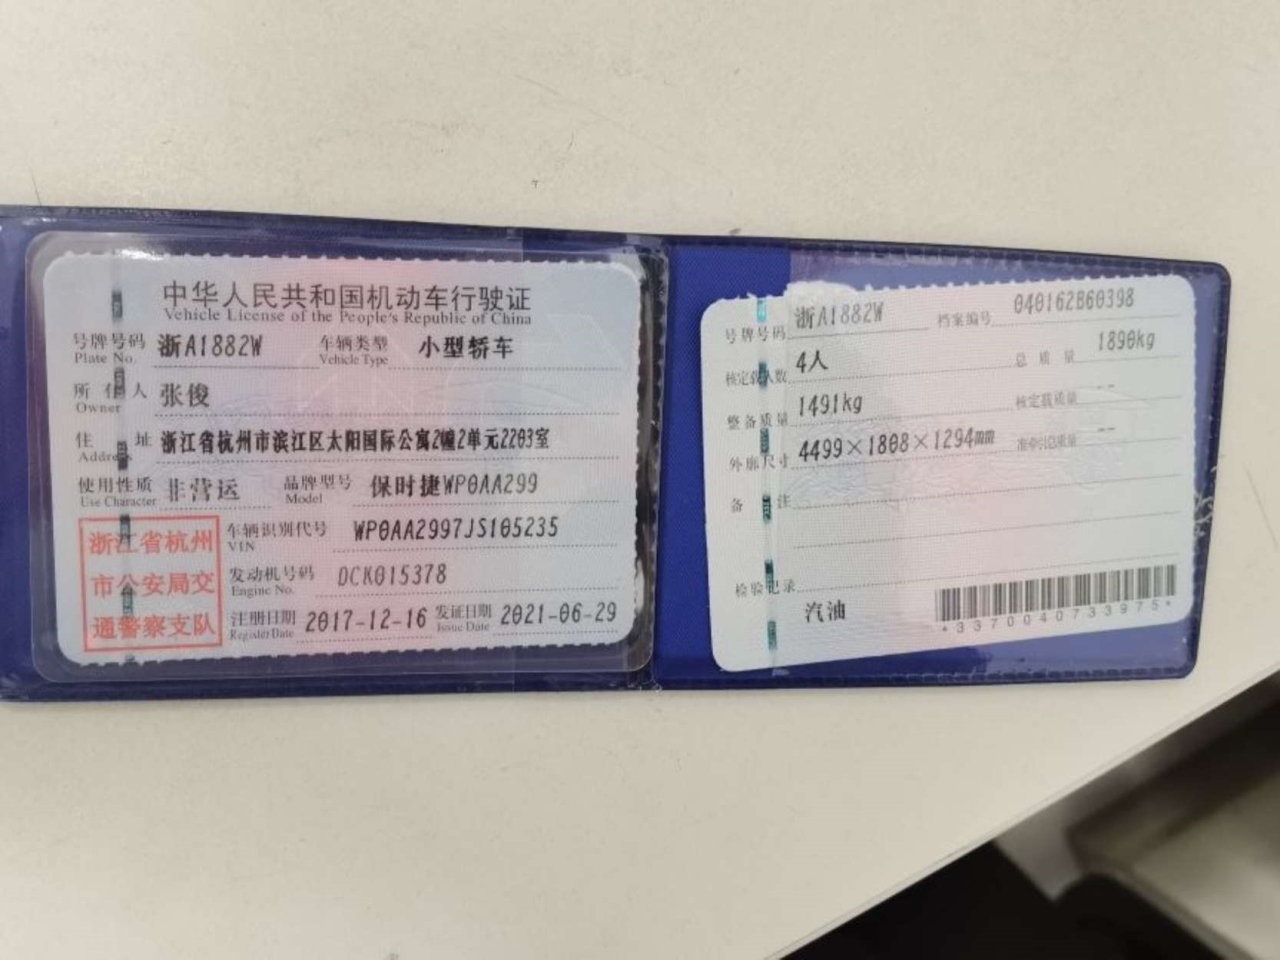 中华人民共和国机动车行驶证
Vehicle License of the People's Republic of China
号牌号码 浙A1882W 车辆类型 小型轿车
Plate No. Vehicle Type
所有人 张俊
Owner
住址 浙江省杭州市滨江区太阳国际公寓2幢2单元2203室
Address
使用性质 非营运 品牌型号 保时捷WP0AA299
Use Character Model
浙江省杭州
市公安局交
通警察支队
车辆识别代号 WP0AA2997JS105235
VIN
发动机号码 DCK015378
Engine No.
注册日期 2017-12-16 发证日期 2021-06-29
Register Date Issue Date
号牌号码 浙A1882W 档案编号 040162860398
核定载人数 4人 总质量 1890kg
整备质量 1491kg 核定载质量 --
外廓尺寸 4499×1808×1294mm 准牵引总质量 --
备注
检验记录
汽油
*3370040733975*